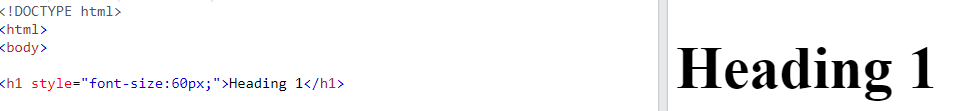 <!DOCTYPE html>
<html>
<body>
<h1 style="font-size:60px;">Heading 1</h1>
Heading 1